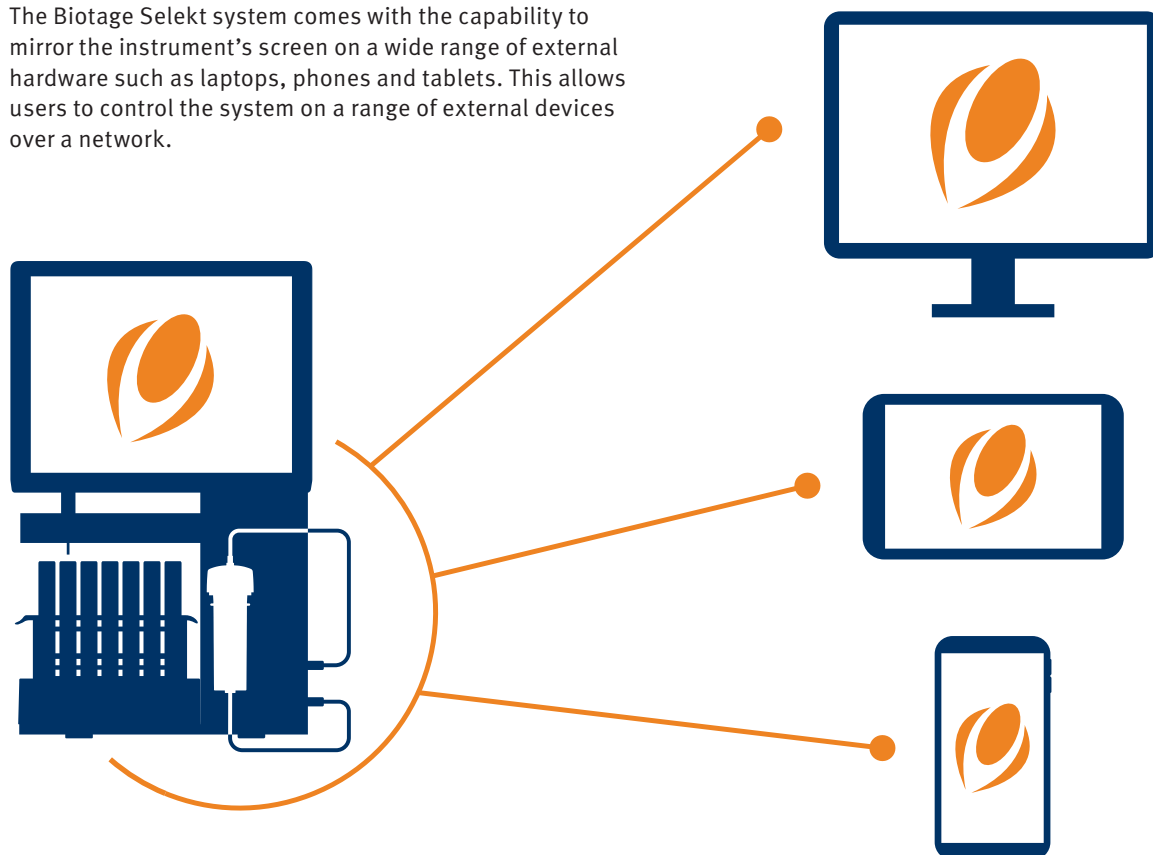 The Biotage Selekt system comes with the capability to
mirror the instrument’s screen on a wide range of external
hardware such as laptops, phones and tablets. This allows
users to control the system on a range of external devices
over a network.